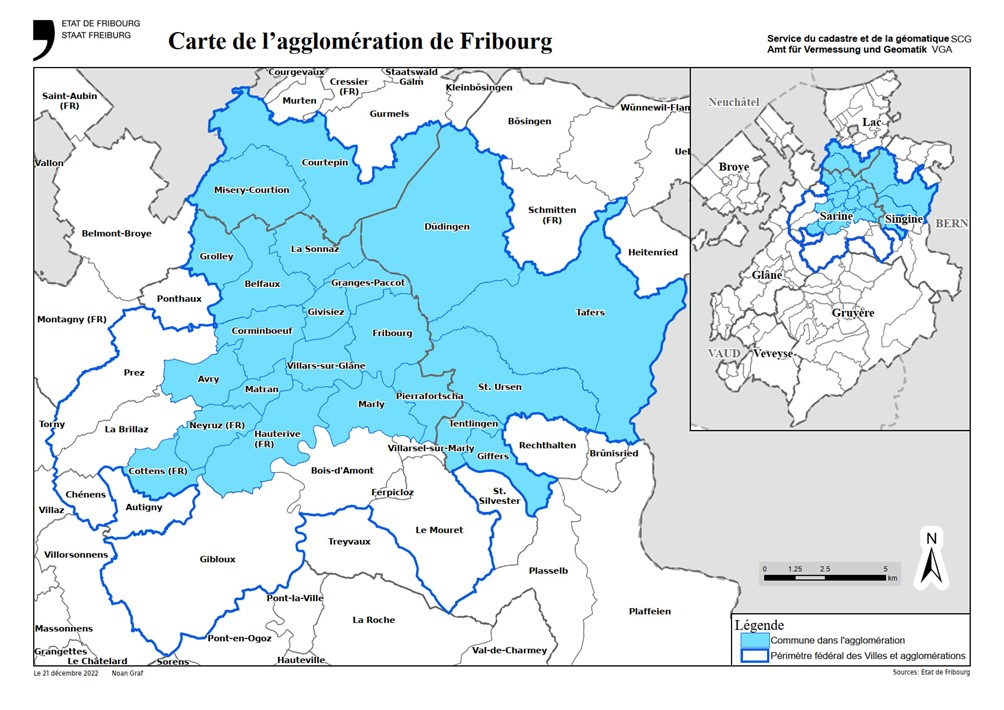 ETAT DE FRIBOURG
STAAT FREIBURG
Carte de l'agglomération de Fribourg
Service du cadastre et de la géomatique SCG
Amt für Vermessung und Geomatik VGA
Saint-Aubin
(FR)
Courgevaux
Cressier
(FR)
Staatswald
Galm
Kleinbösingen
Murten
Gurmels
Bösingen
Wünnewil-Flam
Vallon
Courtepin
Ueb
Misery-Courtion
Schmitten
(FR)
Belmont-Broye
Düdingen
Heitenried
Grolley
La Sonnaz
Belfaux
Granges-Paccot
Ponthaux
Montagny (FR)
Givisiez
Tafers
Corminboeuf
Fribourg
Prez
Villars-sur-Glâne
Avry
Matran
St. Ursen
Pierrafortscha
Marly
Torny
La Brillaz
Neyruz (FR)
Tentlingen
Hauterive
(FR)
Villarsel-sur-Marly
Rechthalten
Brünisried
Giffers
Cottens (FR)
Bois-d'Amont
Chénens
Ferpicloz
St.
Silvester
Villaz
Autigny
Le Mouret
Treyvaux
Villorsonnens
Gibloux
Plasselb
Pont-la-Ville
Plaffeien
La Roche
Massonnens
Pont-en-Ogoz
Grangettes
Le Châtelard
Sorens
Hauteville
Val-de-Charmey
Neuchâtel
Lac
Broye
Sarine
Singine
BERN
Glâne
Gruyère
VAUD
Veveyse
N
0 1.25 2.5 5
km
Légende
Commune dans l'agglomération
Périmètre fédéral des Villes et agglomérations
Le 21 décembre 2022 Noan Graf
Sources: Etat de Fribourg